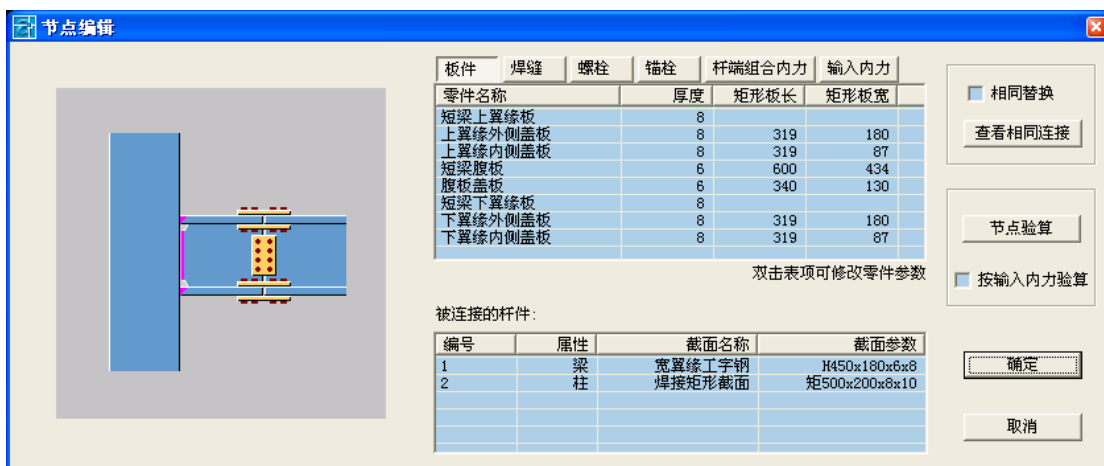 节点编辑
板件 焊缝 螺栓 锚栓 杆端组合内力 输入内力
零件名称 厚度 矩形板长 矩形板宽
短梁上翼缘板 8
上翼缘外侧盖板 8 319 180
上翼缘内侧盖板 8 319 87
短梁腹板 6 600 434
腹板盖板 6 340 130
短梁下翼缘板 8
下翼缘外侧盖板 8 319 180
下翼缘内侧盖板 8 319 87
双击表项可修改零件参数
被连接的杆件:
编号 属性 截面名称 截面参数
1 梁 宽翼缘工字钢 H450x180x6x8
2 柱 焊接矩形截面 矩500x200x8x10
相同替换
查看相同连接
节点验算
按输入内力验算
确定
取消